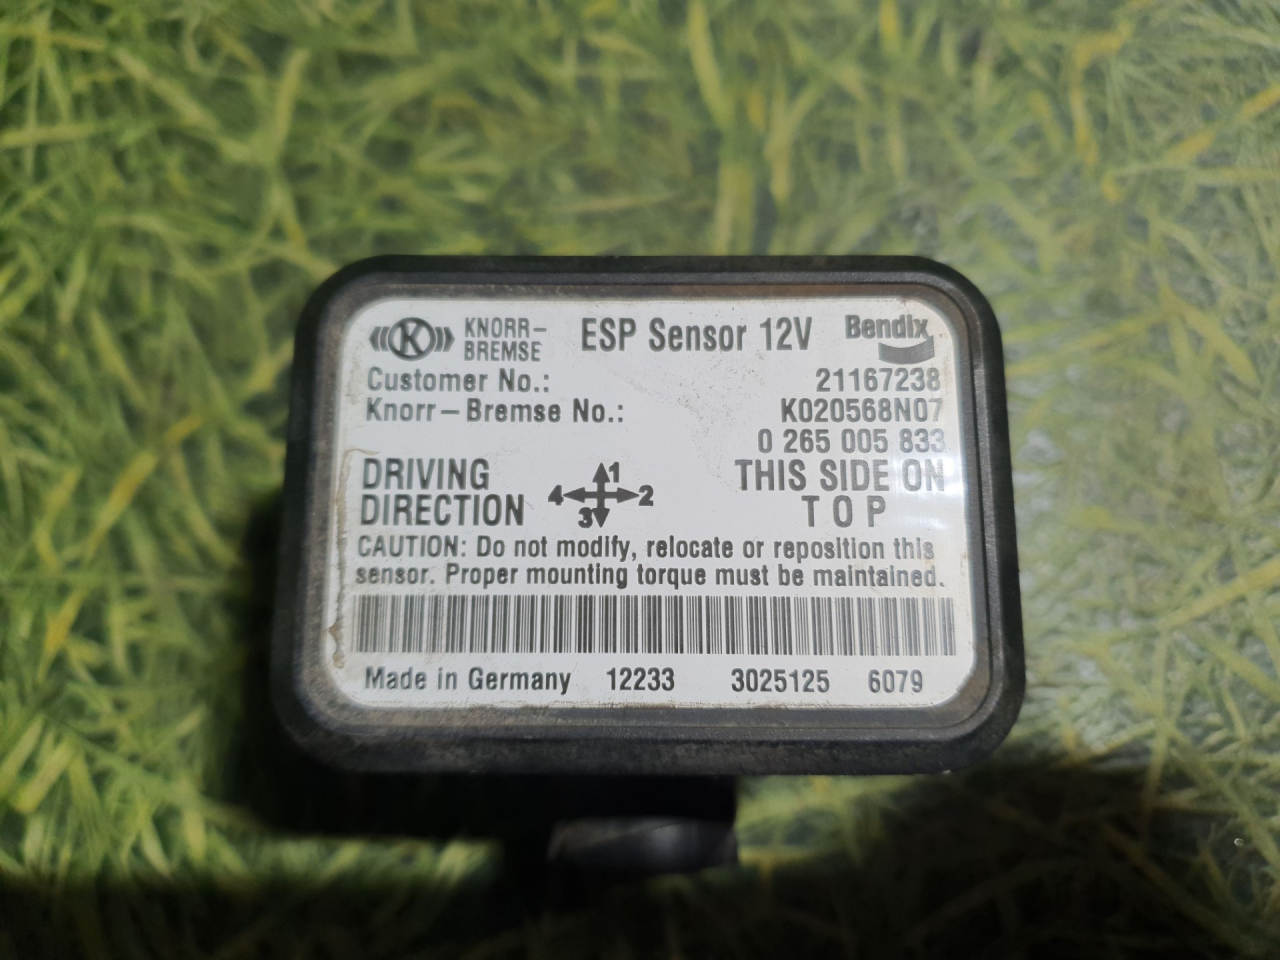 K KNORR-BREMSE ESP Sensor 12V Bendix
Customer No.: 21167238
Knorr-Bremse No.: K020568N07
0 265 005 833
DRIVING DIRECTION 1 2 3 4 THIS SIDE ON TOP
CAUTION: Do not modify, relocate or reposition this
sensor. Proper mounting torque must be maintained.
Made in Germany 12233 3025125 6079